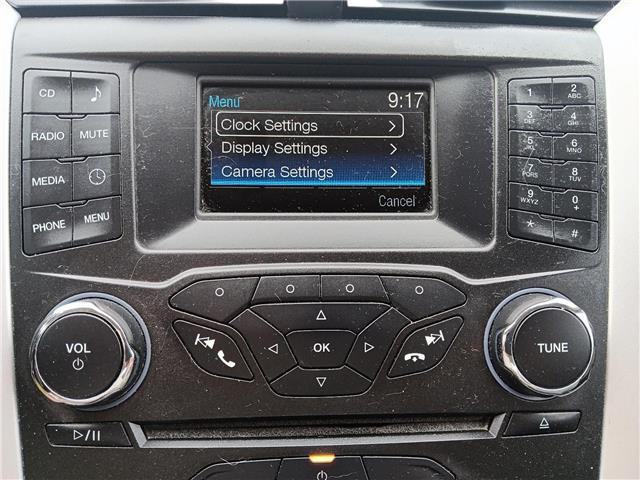 Menu 9:17
Clock Settings
Display Settings
Camera Settings
Cancel
CD
RADIO MUTE
MEDIA
PHONE MENU
1 2 ABC
3 DEF 4 GHI
5 JKL 6 MNO
7 PQRS 8 TUV
9 WXYZ 0 +
* #
VOL
OK
TUNE